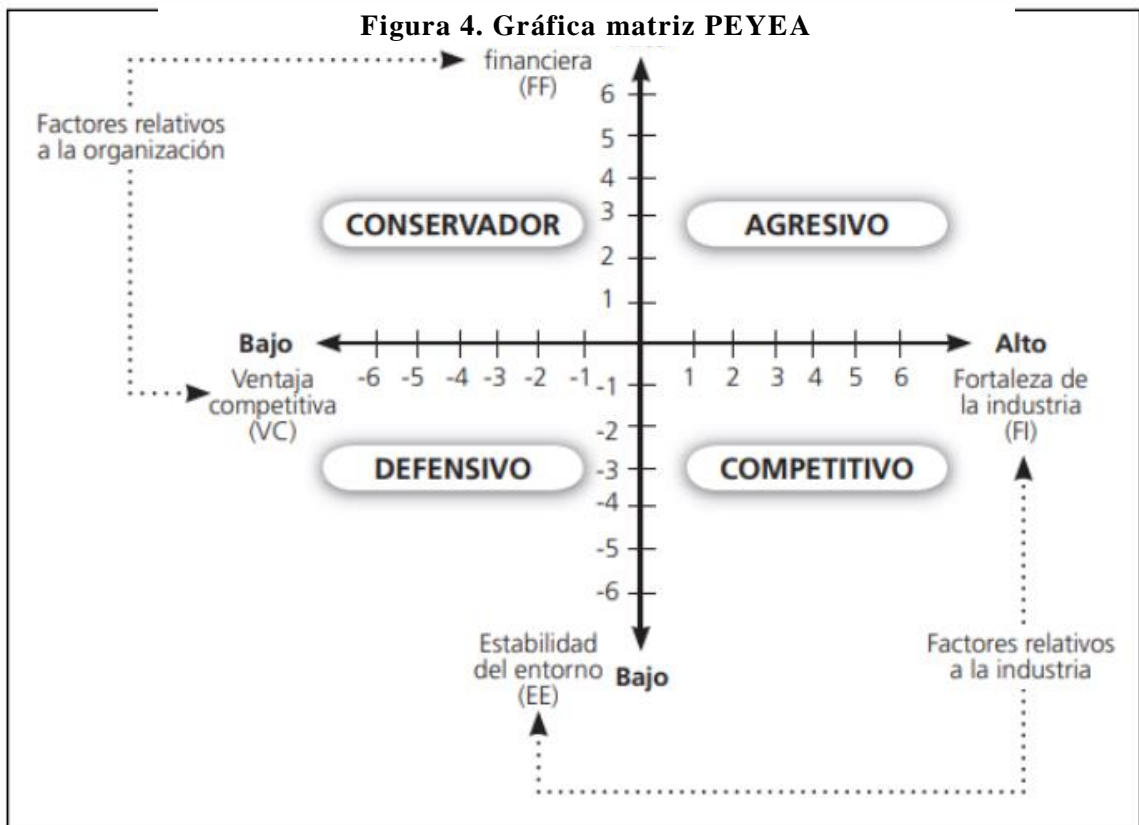 Figura 4. Gráfica matriz PEYEA
financiera
(FF)
Factores relativos
a la organización
6
5
4
3
2
1
CONSERVADOR
AGRESIVO
Bajo
Alto
-6 -5 -4 -3 -2 -1
1 2 3 4 5 6
Ventaja
competitiva
(VC)
Fortaleza de
la industria
(FI)
-1
-2
-3
-4
-5
-6
DEFENSIVO
COMPETITIVO
Estabilidad
del entorno
(EE)
Bajo
Factores relativos
a la industria